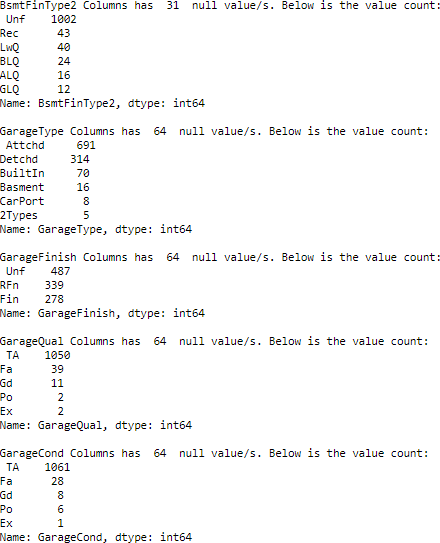 BsmtFinType2 Columns has  31  null value/s. Below is the value count:
 Unf    1002
Rec      43
LwQ      40
BLQ      24
ALQ      16
GLQ      12
Name: BsmtFinType2, dtype: int64
GarageType Columns has  64  null value/s. Below is the value count:
 Attchd     691
Detchd     314
BuiltIn     70
Basment     16
CarPort      8
2Types       5
Name: GarageType, dtype: int64
GarageFinish Columns has  64  null value/s. Below is the value count:
 Unf    487
RFn    339
Fin    278
Name: GarageFinish, dtype: int64
GarageQual Columns has  64  null value/s. Below is the value count:
 TA    1050
Fa      39
Gd      11
Po       2
Ex       2
Name: GarageQual, dtype: int64
GarageCond Columns has  64  null value/s. Below is the value count:
 TA    1061
Fa      28
Gd       8
Po       6
Ex       1
Name: GarageCond, dtype: int64